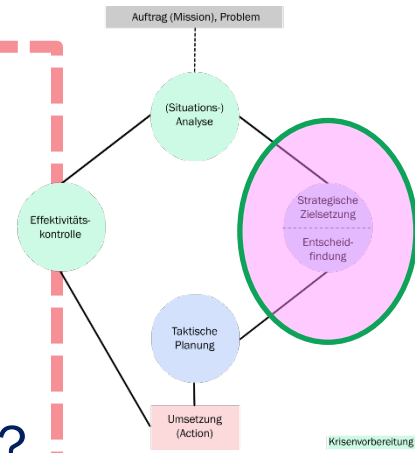 Auftrag (Mission), Problem
(Situations-)
Analyse
Strategische
Zielsetzung
Entscheid-
findung
Effektivitäts-
kontrolle
Taktische
Planung
Umsetzung
(Action)
?
Krisenvorbereitung